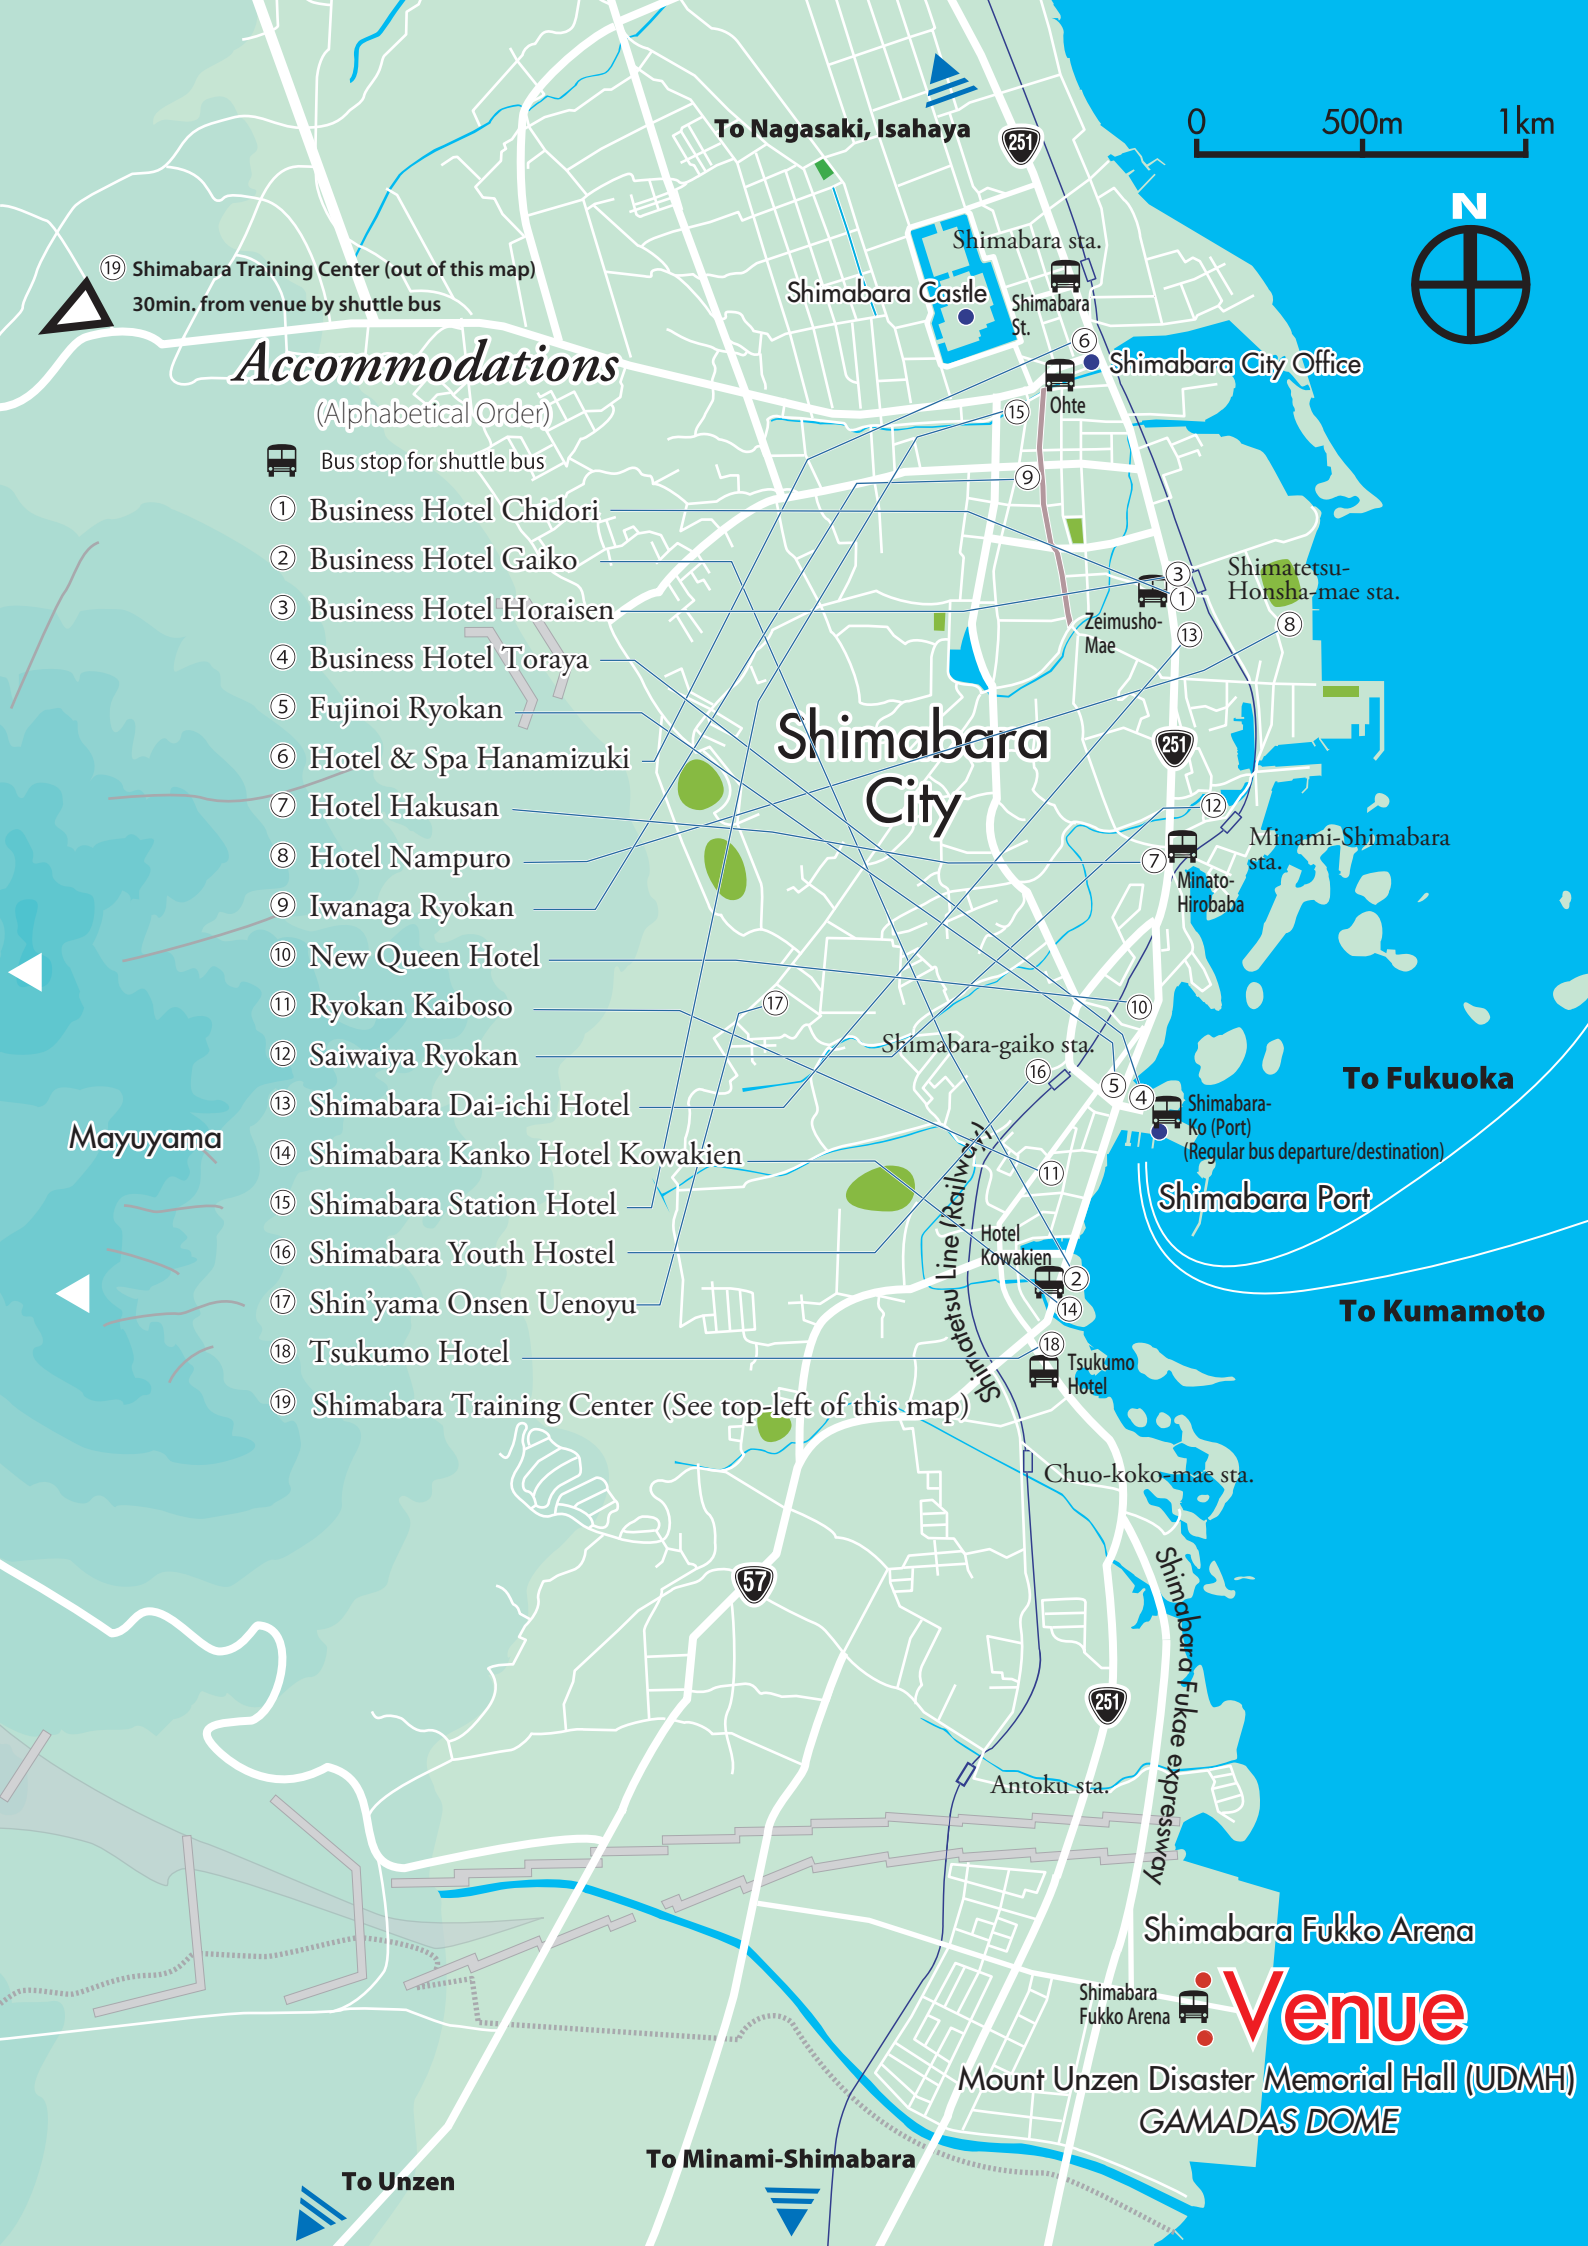 0 500m 1km
To Nagasaki, Isahaya
251
N
Shimabara sta.
19 Shimabara Training Center (out of this map)
30min. from venue by shuttle bus
Shimabara Castle
Shimabara
St.
6
Shimabara City Office
Accommodations
(Alphabetical Order)
15
Ohte
Bus stop for shuttle bus
9
1 Business Hotel Chidori
2 Business Hotel Gaiko
3 Business Hotel Horaisen
4 Business Hotel Toraya
5 Fujinoi Ryokan
6 Hotel & Spa Hanamizuki
7 Hotel Hakusan
8 Hotel Nampuro
9 Iwanaga Ryokan
10 New Queen Hotel
11 Ryokan Kaiboso
12 Saiwaiya Ryokan
13 Shimabara Dai-ichi Hotel
14 Shimabara Kanko Hotel Kowakien
15 Shimabara Station Hotel
16 Shimabara Youth Hostel
17 Shin'yama Onsen Uenoyu
18 Tsukumo Hotel
19 Shimabara Training Center (See top-left of this map)
3
Shimatetsu-
Honsha-mae sta.
1
8
Zeimusho-
Mae
13
Shimabara
City
251
12
Minami-Shimabara
sta.
7
Minato-
Hirobaba
17
10
Shimabara-gaiko sta.
16
5
4
To Fukuoka
Shimabara-
Ko (Port)
(Regular bus departure/destination)
Mayuyama
11
Shimabara Port
Shimatetsu Line (Railway)
Hotel
Kowakien
2
14
To Kumamoto
18
Tsukumo
Hotel
Chuo-koko-mae sta.
57
Shimabara Fukae expressway
251
Antoku sta.
Shimabara Fukko Arena
Shimabara
Fukko Arena
Venue
Mount Unzen Disaster Memorial Hall (UDMH)
GAMADAS DOME
To Minami-Shimabara
To Unzen